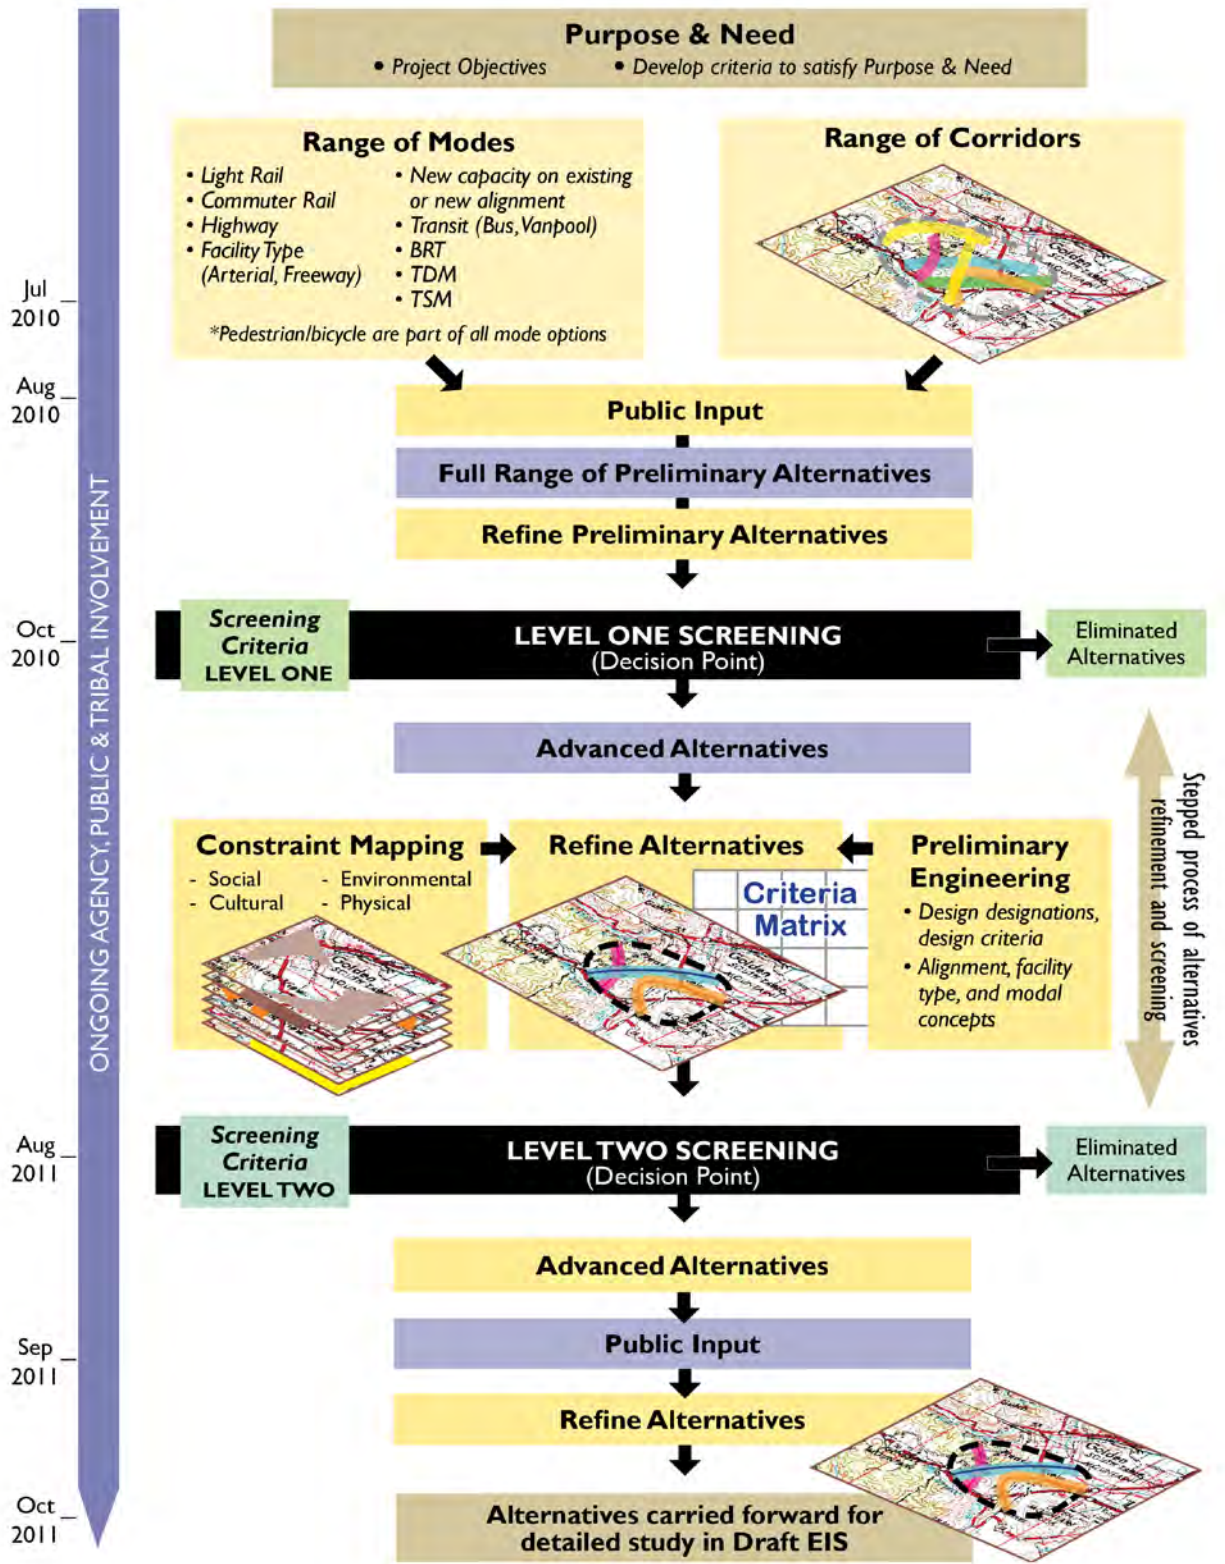 Purpose & Need
• Project Objectives
• Develop criteria to satisfy Purpose & Need
Range of Modes
• Light Rail
• Commuter Rail
• Highway
• Facility Type
(Arterial, Freeway)
• New capacity on existing
or new alignment
• Transit (Bus, Vanpool)
• BRT
• TDM
• TSM
*Pedestrian/bicycle are part of all mode options
Range of Corridors
Golden
Jul
2010
Aug
2010
Public Input
Full Range of Preliminary Alternatives
Refine Preliminary Alternatives
ONGOING AGENCY, PUBLIC & TRIBAL INVOLVEMENT
Oct
2010
Screening
Criteria
LEVEL ONE
LEVEL ONE SCREENING
(Decision Point)
Eliminated
Alternatives
Advanced Alternatives
Stepped process of alternatives
refinement and screening
Constraint Mapping
- Social
- Cultural
- Environmental
- Physical
Golden
Refine Alternatives
Criteria
Matrix
Golden
Preliminary
Engineering
• Design designations,
design criteria
• Alignment, facility
type, and modal
concepts
Aug
2011
Screening
Criteria
LEVEL TWO
LEVEL TWO SCREENING
(Decision Point)
Eliminated
Alternatives
Advanced Alternatives
Public Input
Sep
2011
Refine Alternatives
Golden
Oct
2011
Alternatives carried forward for
detailed study in Draft EIS